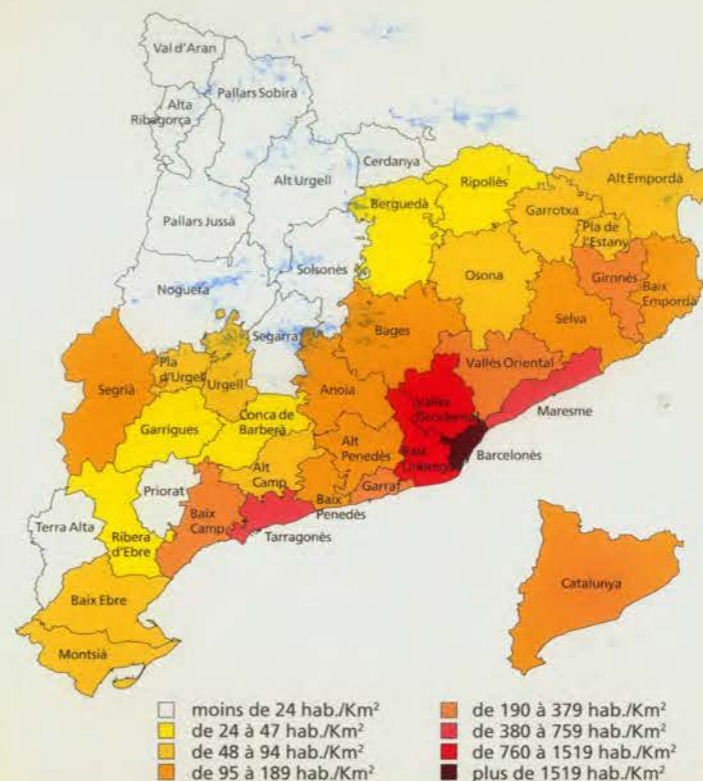 Val d'Aran
Pallars Sobirà
Alta
Ribagorça
Cerdanya
Alt Urgell
Ripollès
Alt Empordà
Berguedà
Garrotxa
Pallars Jussà
Pla de
l'Estany
Solsonès
Osona
Gironès
Baix
Empordà
Noguera
Selva
Segarra
Bages
Vallès Oriental
Pla
d'Urgell
Urgell
Segrià
Anoia
Vallès
Occidental
Maresme
Garrigues
Conca de
Barberà
Alt
Penedès
Baix
Llobregat
Barcelonès
Alt
Camp
Priorat
Garraf
Baix
Penedès
Baix
Camp
Terra Alta
Ribera
d'Ebre
Tarragonès
Catalunya
Baix Ebre
Montsià
moins de 24 hab./Km²
de 24 à 47 hab./Km²
de 48 à 94 hab./Km²
de 95 à 189 hab./Km²
de 190 à 379 hab./Km²
de 380 à 759 hab./Km²
de 760 à 1519 hab./Km²
plus de 1519 hab./Km²